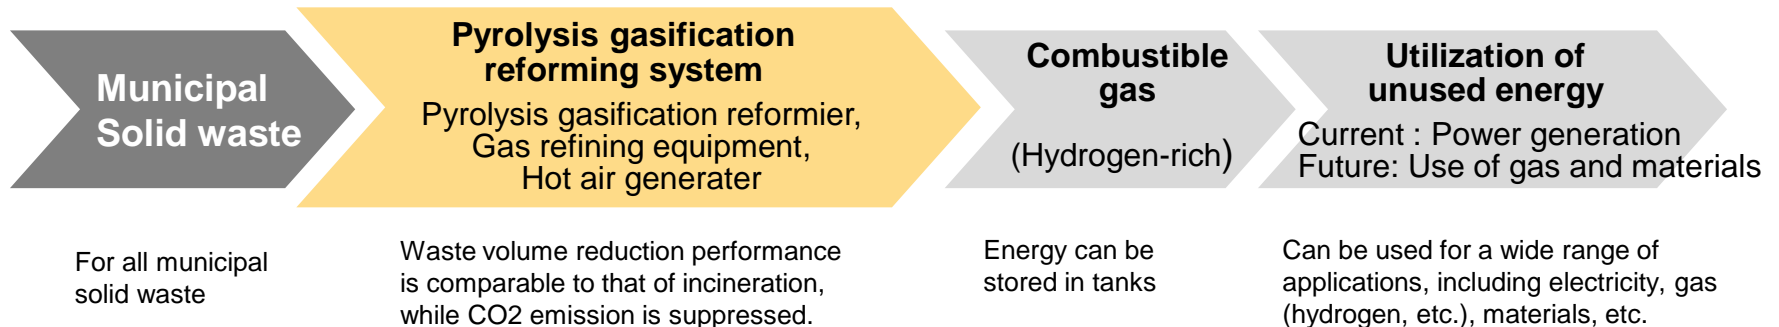 Municipal
Solid waste
Pyrolysis gasification
reforming system
Pyrolysis gasification reformier,
Gas refining equipment,
Hot air generater
Combustible
gas
(Hydrogen-rich)
Utilization of
unused energy
Current : Power generation
Future: Use of gas and materials
For all municipal
solid waste
Waste volume reduction performance
is comparable to that of incineration,
while CO2 emission is suppressed.
Energy can be
stored in tanks
Can be used for a wide range of
applications, including electricity, gas
(hydrogen, etc.), materials, etc.